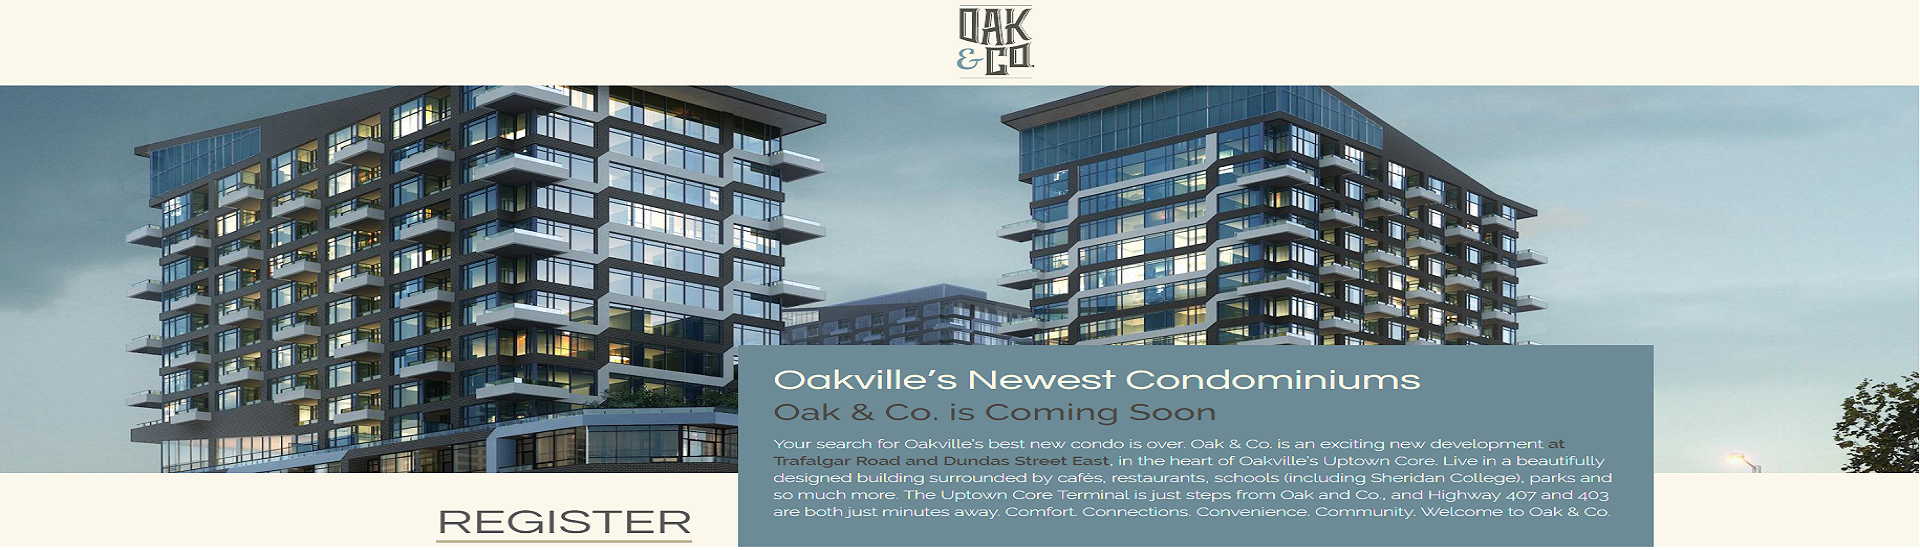 OAK
& CO.
Oakville's Newest Condominiums
Oak & Co. is Coming Soon
Your search for Oakville's best new condo is over. Oak & Co. is an exciting new development at
Trafalgar Road and Dundas Street East, in the heart of Oakville's Uptown Core. Live in a beautifully
designed building surrounded by cafés, restaurants, schools (including Sheridan College), parks and
so much more. The Uptown Core Terminal is just steps from Oak and Co., and Highway 407 and 403
are both just minutes away. Comfort. Connections. Convenience. Community. Welcome to Oak & Co.
REGISTER